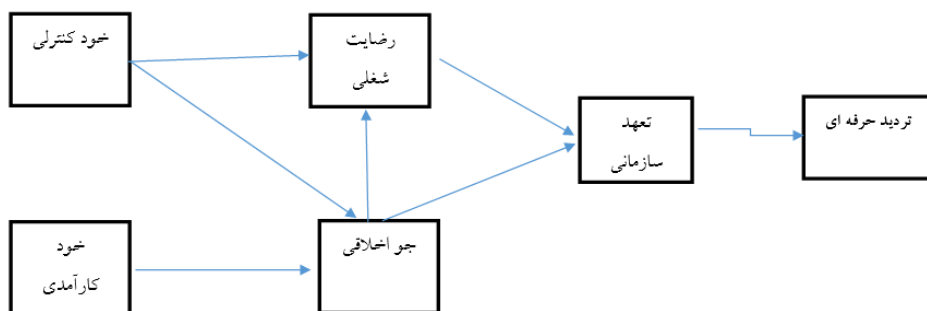 خود کنترلی
رضایت
شغلی
تعهد
سازمانی
تردید حرفه ای
خود
کارآمدی
جو اخلاقی